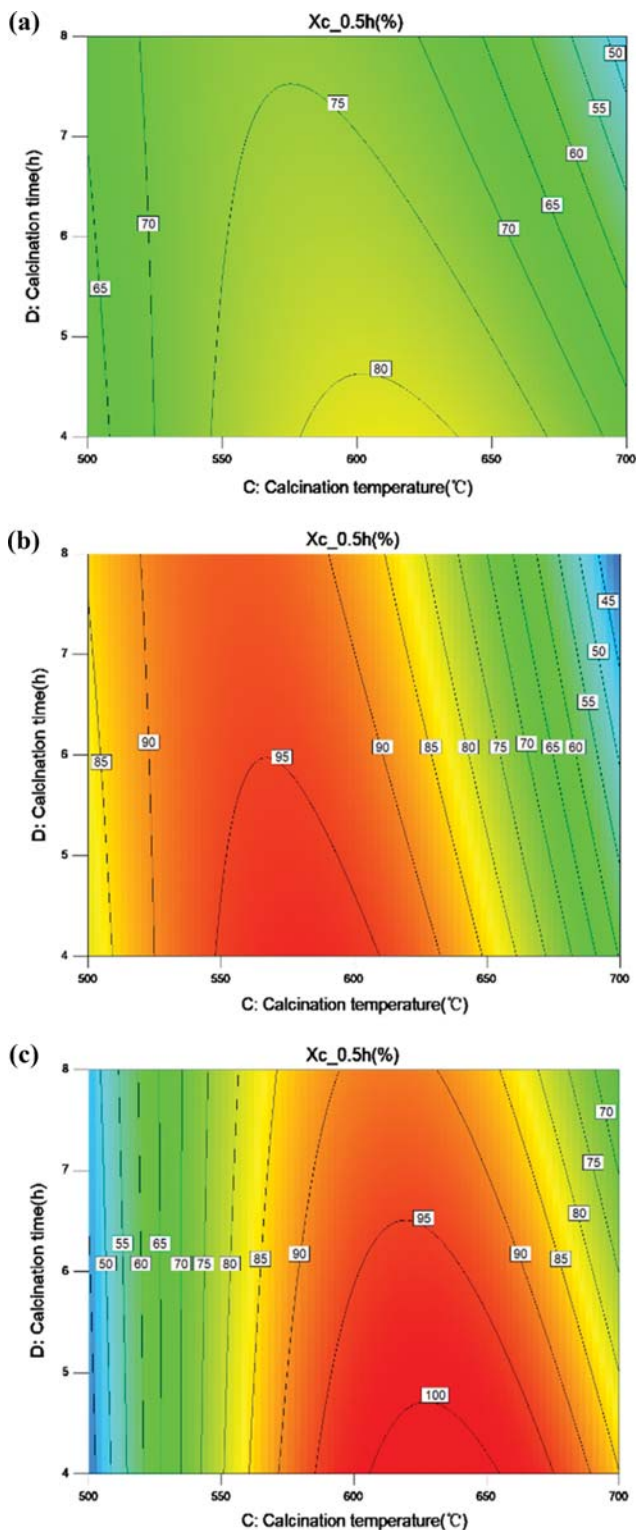 (a)
Xc_0.5h(%)
8
50
75
55
7
60
65
70
70
6
65
5
80
4
500 550 600 650 700
C: Calcination temperature(℃)
D: Calcination time(h)
(b)
Xc_0.5h(%)
8
45
7
50
55
90 90 85 80 75 70 65 60
6
85 95
5
4
500 550 600 650 700
C: Calcination temperature(℃)
D: Calcination time(h)
(c)
Xc_0.5h(%)
8
70
7
75
80
95
55 65
50 60 70 75 80 85 90 90 85
6
5
100
4
500 550 600 650 700
C: Calcination temperature(℃)
D: Calcination time(h)